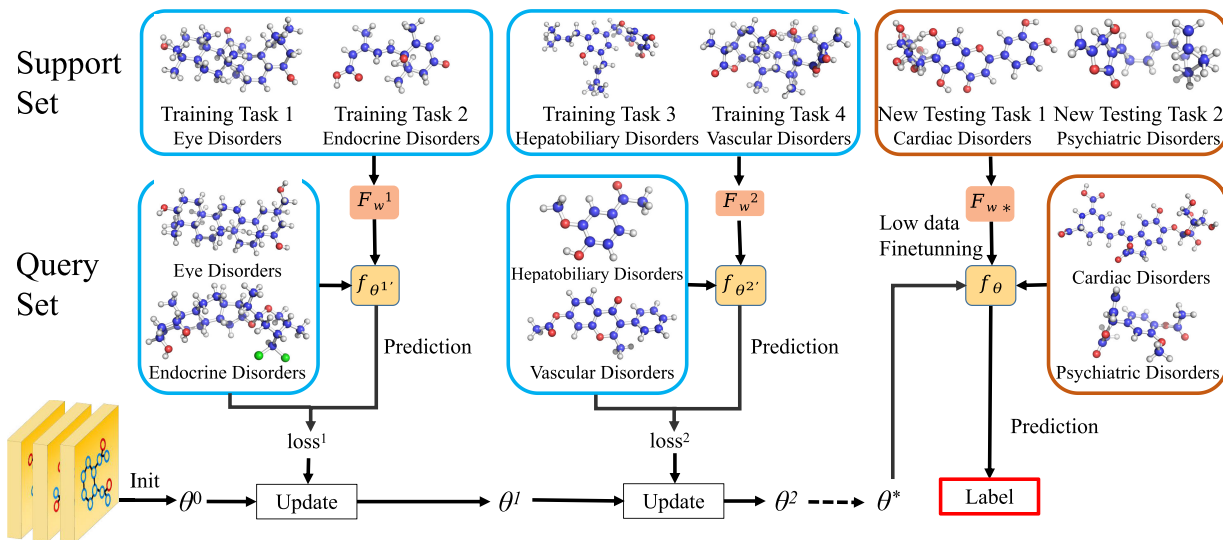 Support
Set
Training Task 1
Eye Disorders
Training Task 2
Endocrine Disorders
Training Task 3
Hepatobiliary Disorders
Training Task 4
Vascular Disorders
New Testing Task 1
Cardiac Disorders
New Testing Task 2
Psychiatric Disorders
Query
Set
Eye Disorders
Endocrine Disorders
F_w^1
f_θ^1′
Prediction
Hepatobiliary Disorders
Vascular Disorders
F_w^2
f_θ^2′
Prediction
Low data
Finetunning
F_w*
f_θ
Cardiac Disorders
Psychiatric Disorders
Prediction
loss^1
loss^2
Init
θ^0
Update
θ^1
Update
θ^2
θ^*
Label